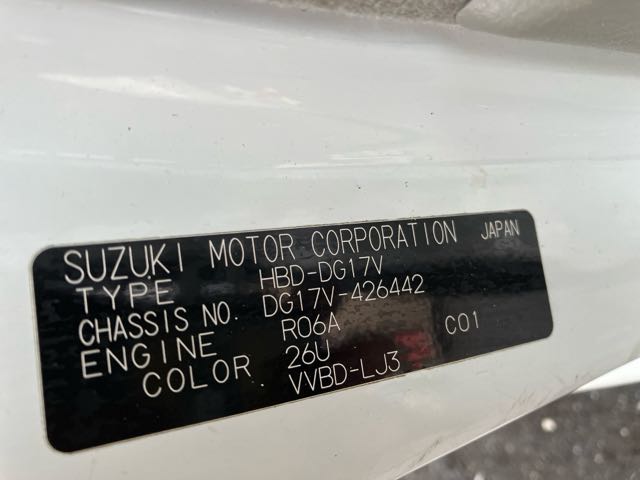 SUZUKI MOTOR CORPORATION JAPAN
TYPE HBD-DG17V
CHASSIS NO. DG17V-426442
ENGINE R06A C01
COLOR 26U
VVBD-LJ3